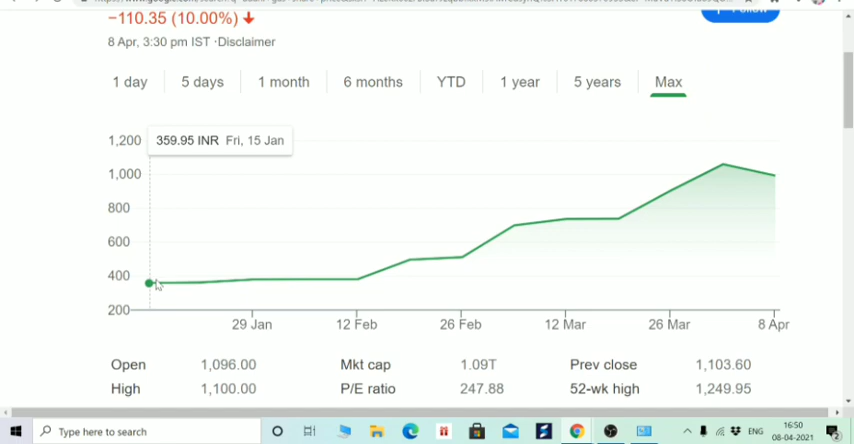 −110.35 (10.00%)
8 Apr, 3:30 pm IST ·Disclaimer
1 day 5 days 1 month 6 months YTD 1 year 5 years Max
1,200
359.95 INR Fri, 15 Jan
1,000
800
600
400
200
29 Jan 12 Feb 26 Feb 12 Mar 26 Mar 8 Apr
Open 1,096.00 Mkt cap 1.09T Prev close 1,103.60
High 1,100.00 P/E ratio 247.88 52-wk high 1,249.95
Type here to search
ENG
16:50
08-04-2021
2